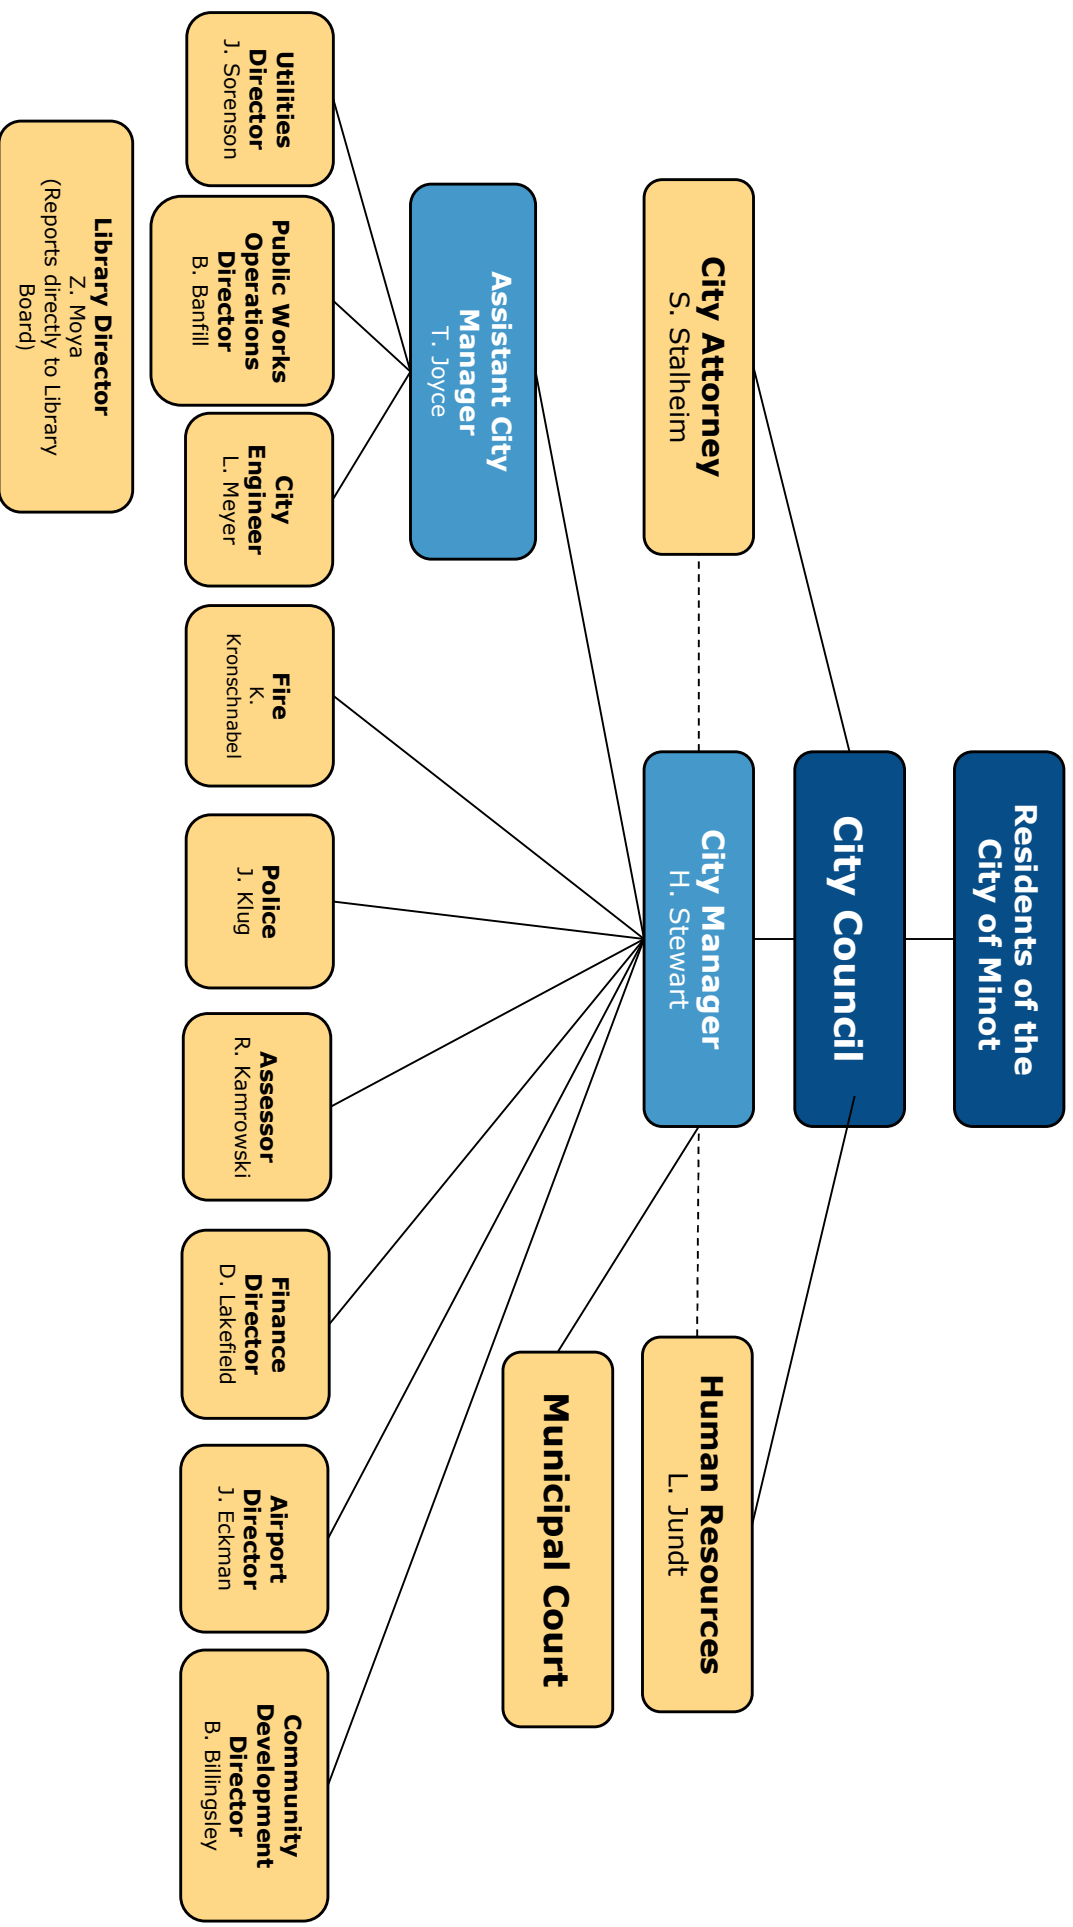 Residents of the
City of Minot
City Council
City Attorney
S. Stalheim
City Manager
H. Stewart
Human Resources
L. Jundt
Municipal Court
Assistant City
Manager
T. Joyce
Utilities
Director
J. Sorenson
Public Works
Operations
Director
B. Banfill
City
Engineer
L. Meyer
Fire
K.
Kronschnabel
Police
J. Klug
Assessor
R. Kamrowski
Finance
Director
D. Lakefield
Airport
Director
J. Eckman
Community
Development
Director
B. Billingsley
Library Director
Z. Moya
(Reports directly to Library
Board)